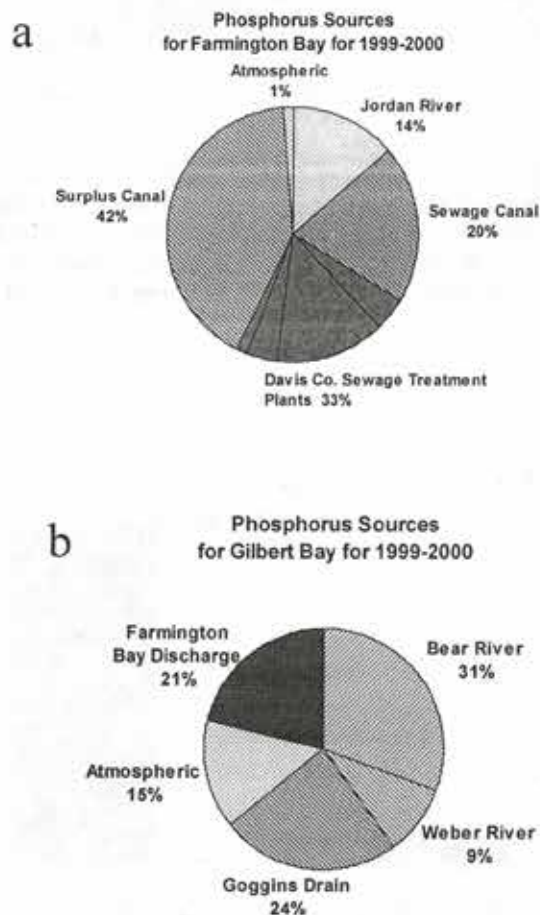 a
Phosphorus Sources
for Farmington Bay for 1999-2000
Atmospheric
1%
Jordan River
14%
Surplus Canal
42%
Sewage Canal
20%
Davis Co. Sewage Treatment
Plants 33%
b
Phosphorus Sources
for Gilbert Bay for 1999-2000
Farmington
Bay Discharge
21%
Bear River
31%
Atmospheric
15%
Weber River
9%
Goggins Drain
24%